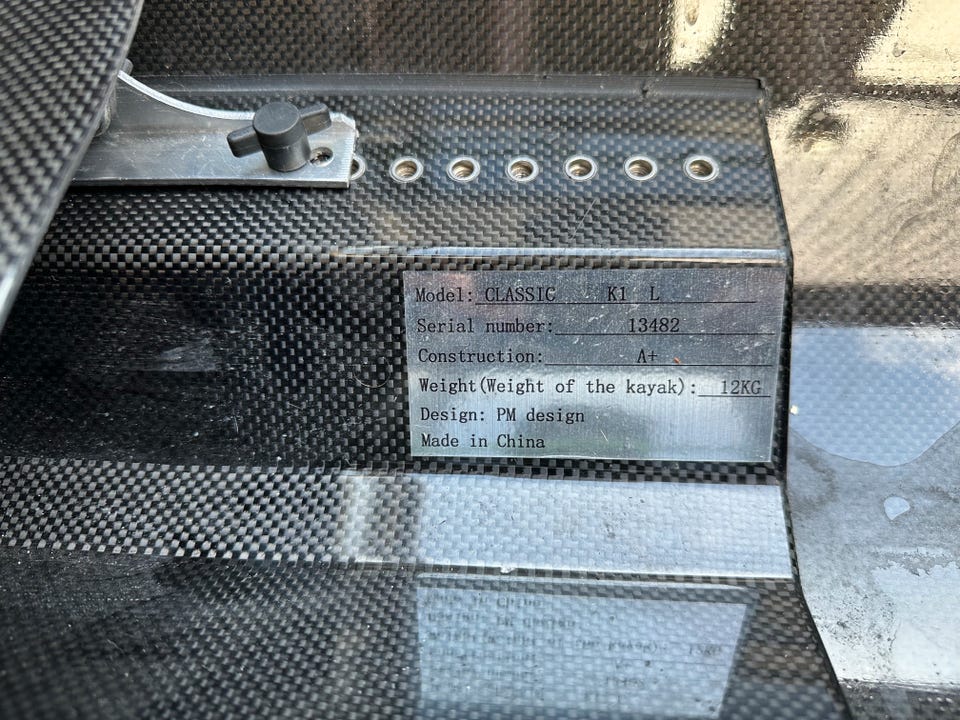 Model: CLASSIC K1 L
Serial number: 13482
Construction: A+
Weight(Weight of the kayak): 12KG
Design: PM design
Made in China